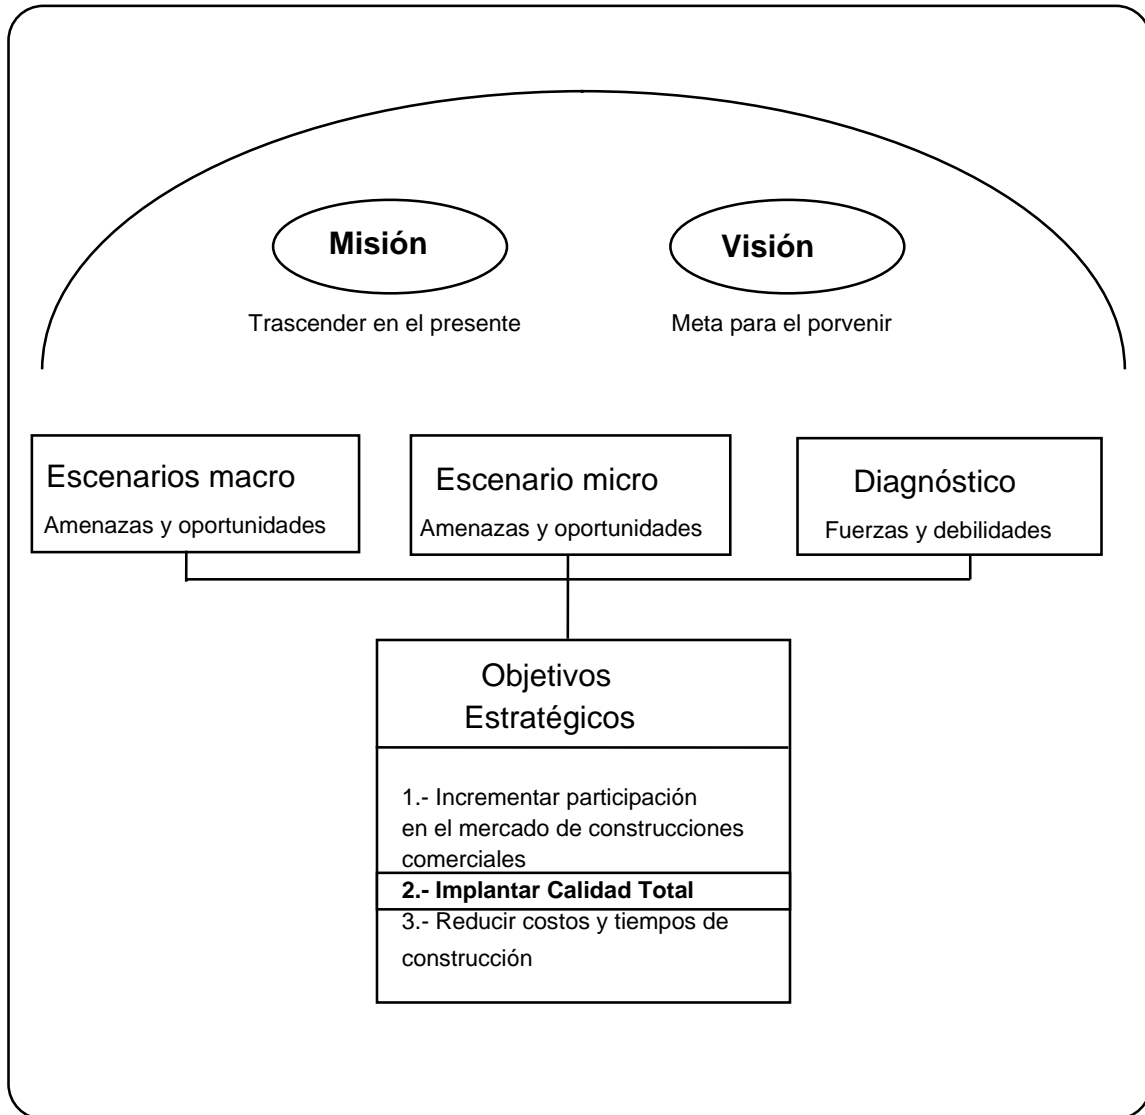 Misión
Visión
Trascender en el presente
Meta para el porvenir
Escenarios macro
Amenazas y oportunidades
Escenario micro
Amenazas y oportunidades
Diagnóstico
Fuerzas y debilidades
Objetivos
Estratégicos
1.- Incrementar participación
en el mercado de construcciones
comerciales
2.- Implantar Calidad Total
3.- Reducir costos y tiempos de
construcción